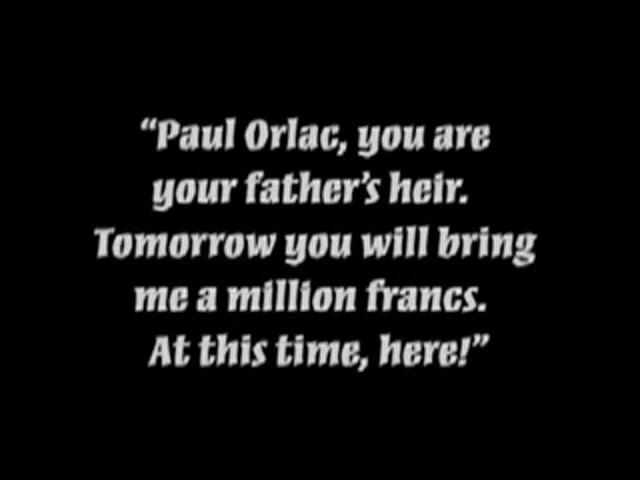 “Paul Orlac, you are
your father’s heir.
Tomorrow you will bring
me a million francs.
At this time, here!”